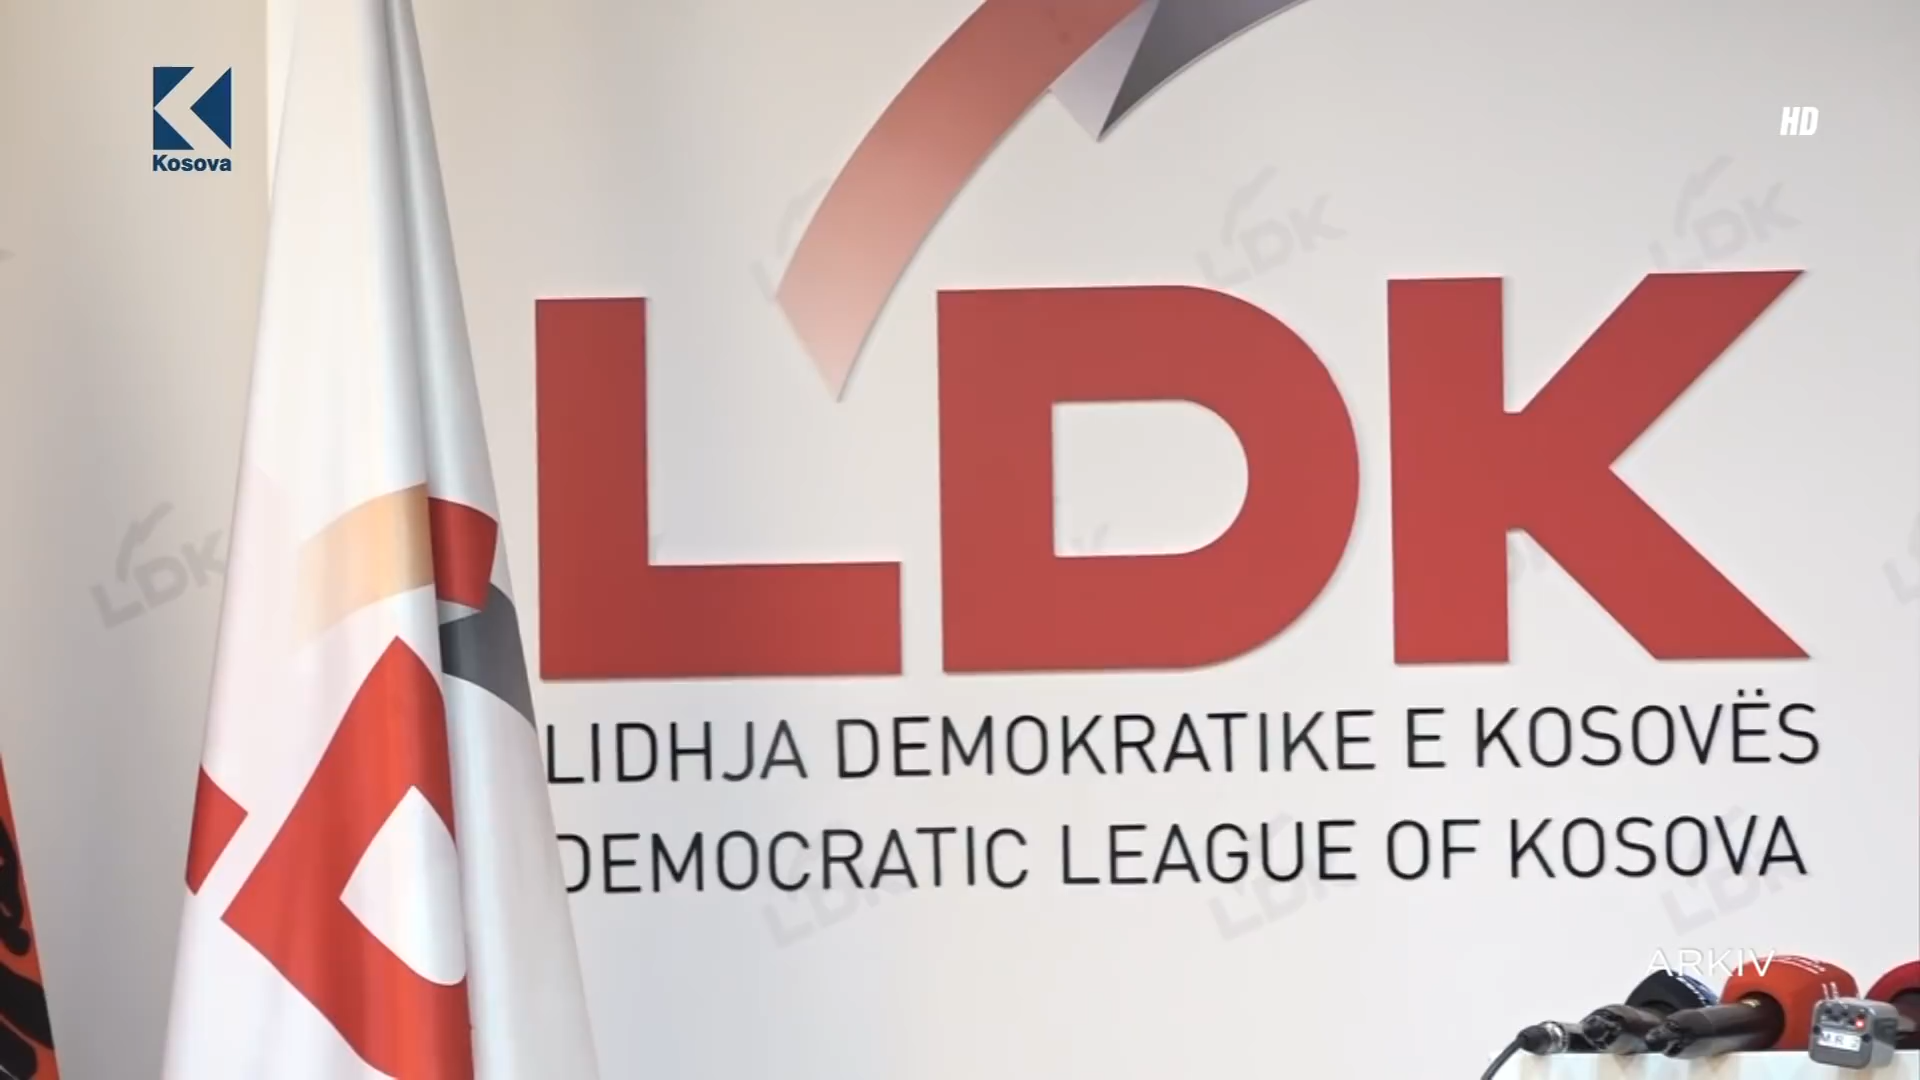 Kosova
HD
LDK
LIDHJA DEMOKRATIKE E KOSOVËS
DEMOCRATIC LEAGUE OF KOSOVA
ARKIV